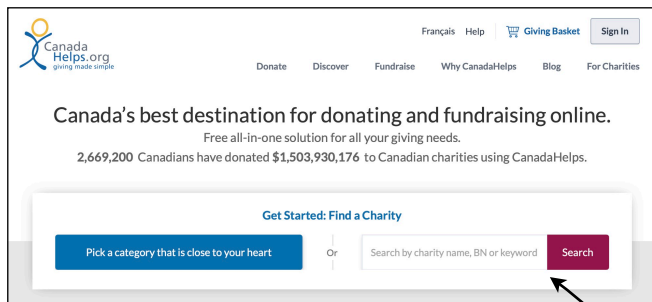 Canada
Helps.org
giving made simple
Français Help Giving Basket Sign In
Donate Discover Fundraise Why CanadaHelps Blog For Charities
Canada's best destination for donating and fundraising online.
Free all-in-one solution for all your giving needs.
2,669,200 Canadians have donated $1,503,930,176 to Canadian charities using CanadaHelps.
Get Started: Find a Charity
Pick a category that is close to your heart Or Search by charity name, BN or keyword Search